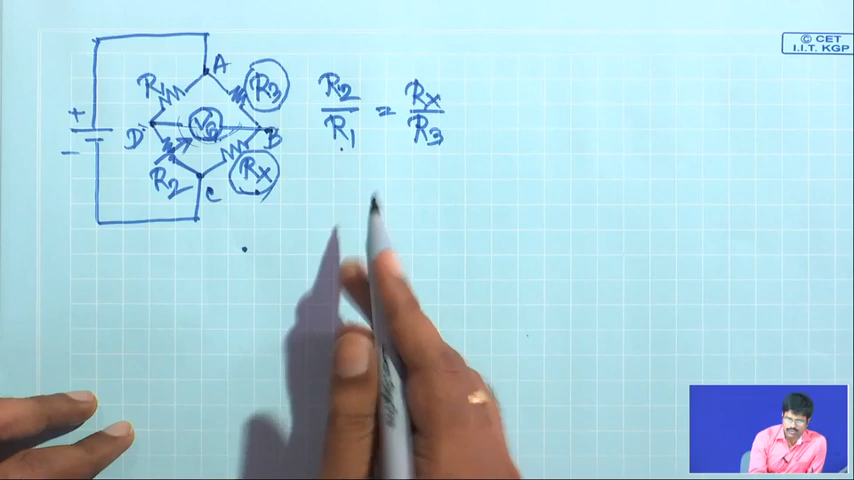 © CET
I.I.T. KGP
A
R1
R3
+
VG
D
B
−
R2
Rx
C
R2/R1 = Rx/R3